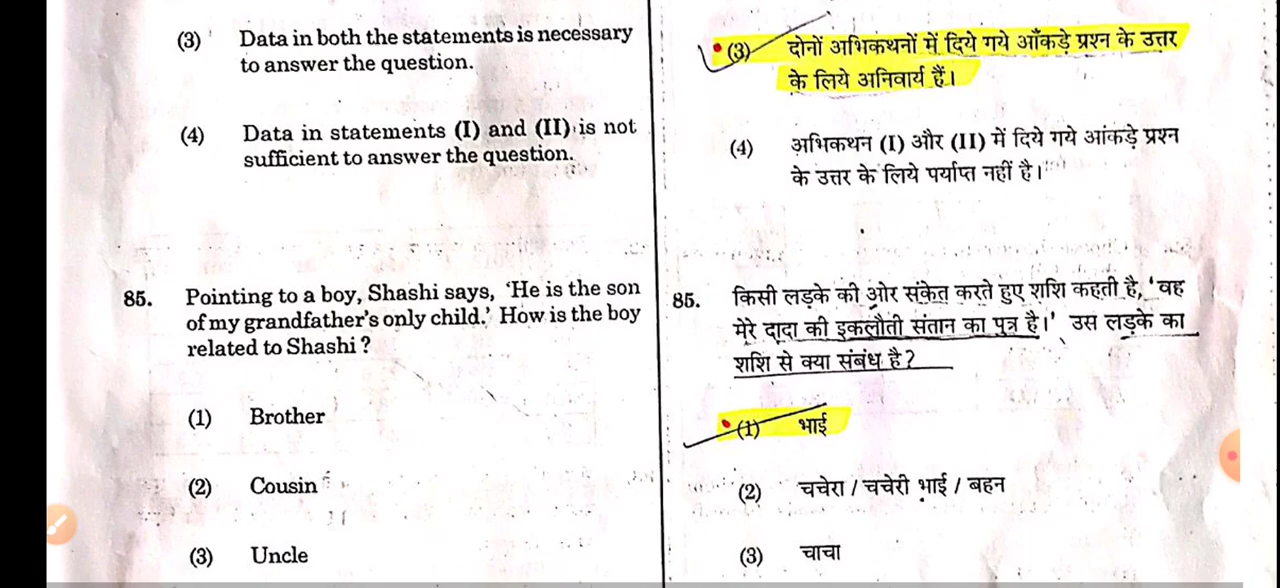 (3) Data in both the statements is necessary
to answer the question.
(4) Data in statements (I) and (II) is not
sufficient to answer the question.
85. Pointing to a boy, Shashi says, ‘He is the son
of my grandfather’s only child.’ How is the boy
related to Shashi ?
(1) Brother
(2) Cousin
(3) Uncle
(3) दोनों अभिकथनों में दिये गये आँकड़े प्रश्न के उत्तर
के लिये अनिवार्य हैं।
(4) अभिकथन (I) और (II) में दिये गये आंकड़े प्रश्न
के उत्तर के लिये पर्याप्त नहीं है।
85. किसी लड़के की ओर संकेत करते हुए शशि कहती है, ‘वह
मेरे दादा की इकलौती संतान का पुत्र है।’ उस लड़के का
शशि से क्या संबंध है?
(1) भाई
(2) चचेरा / चचेरी भाई / बहन
(3) चाचा